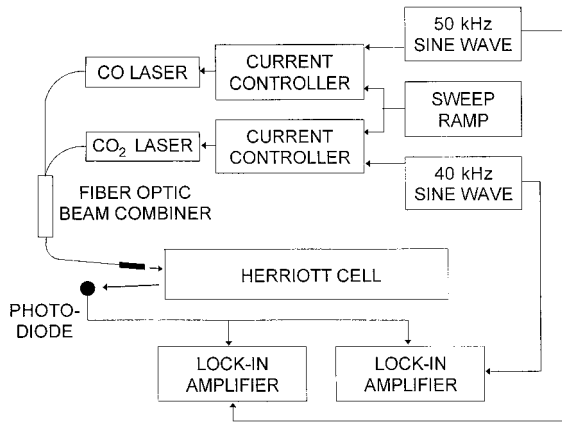 50 kHz
SINE WAVE
CURRENT
CONTROLLER
CO LASER
SWEEP
RAMP
CURRENT
CONTROLLER
CO₂ LASER
40 kHz
SINE WAVE
FIBER OPTIC
BEAM COMBINER
HERRIOTT CELL
PHOTO-
DIODE
LOCK-IN
AMPLIFIER
LOCK-IN
AMPLIFIER